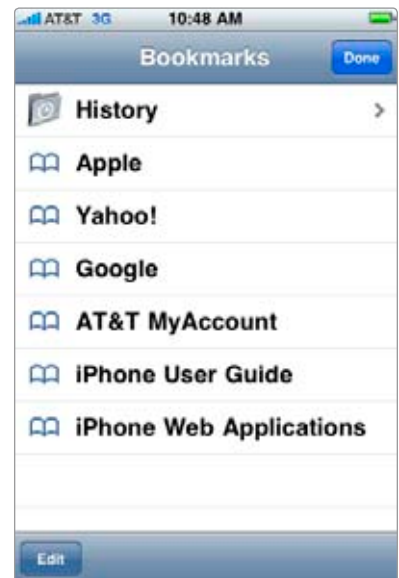 AT&T 3G 10:48 AM
Bookmarks Done
History
Apple
Yahoo!
Google
AT&T MyAccount
iPhone User Guide
iPhone Web Applications
Edit